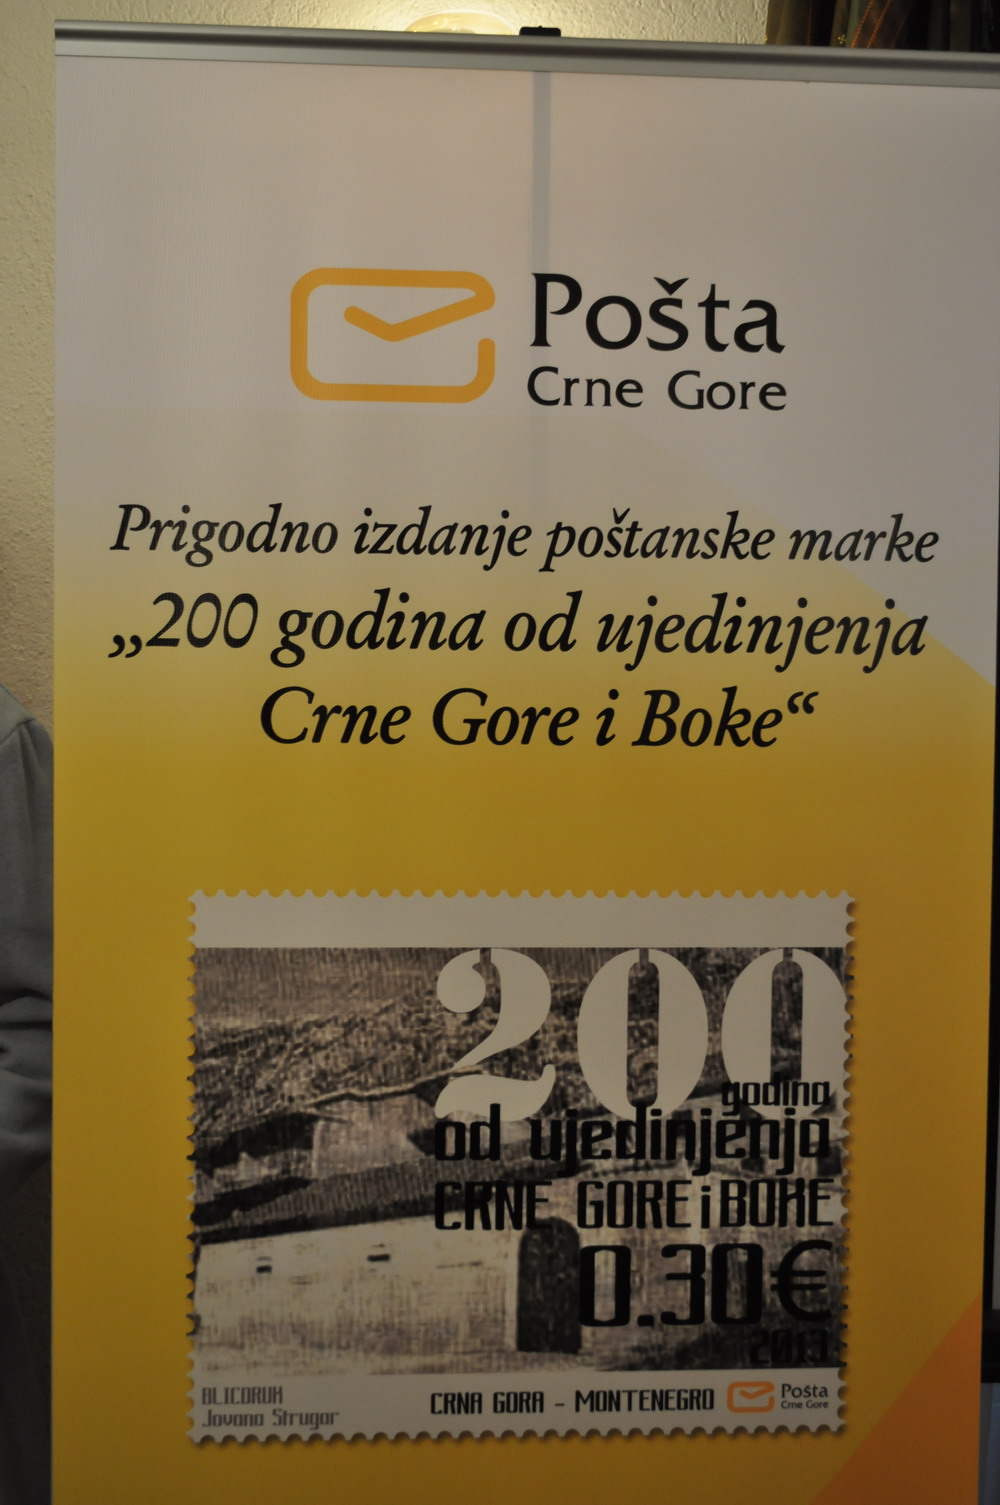 Pošta
Crne Gore
Prigodno izdanje poštanske marke
„200 godina od ujedinjenja
Crne Gore i Boke“
200
godina
od ujedinjenja
CRNE GORE i BOKE
0.30€
2013
BLICDRUK
Jovana Strugar
CRNA GORA - MONTENEGRO
Pošta
Crne Gore